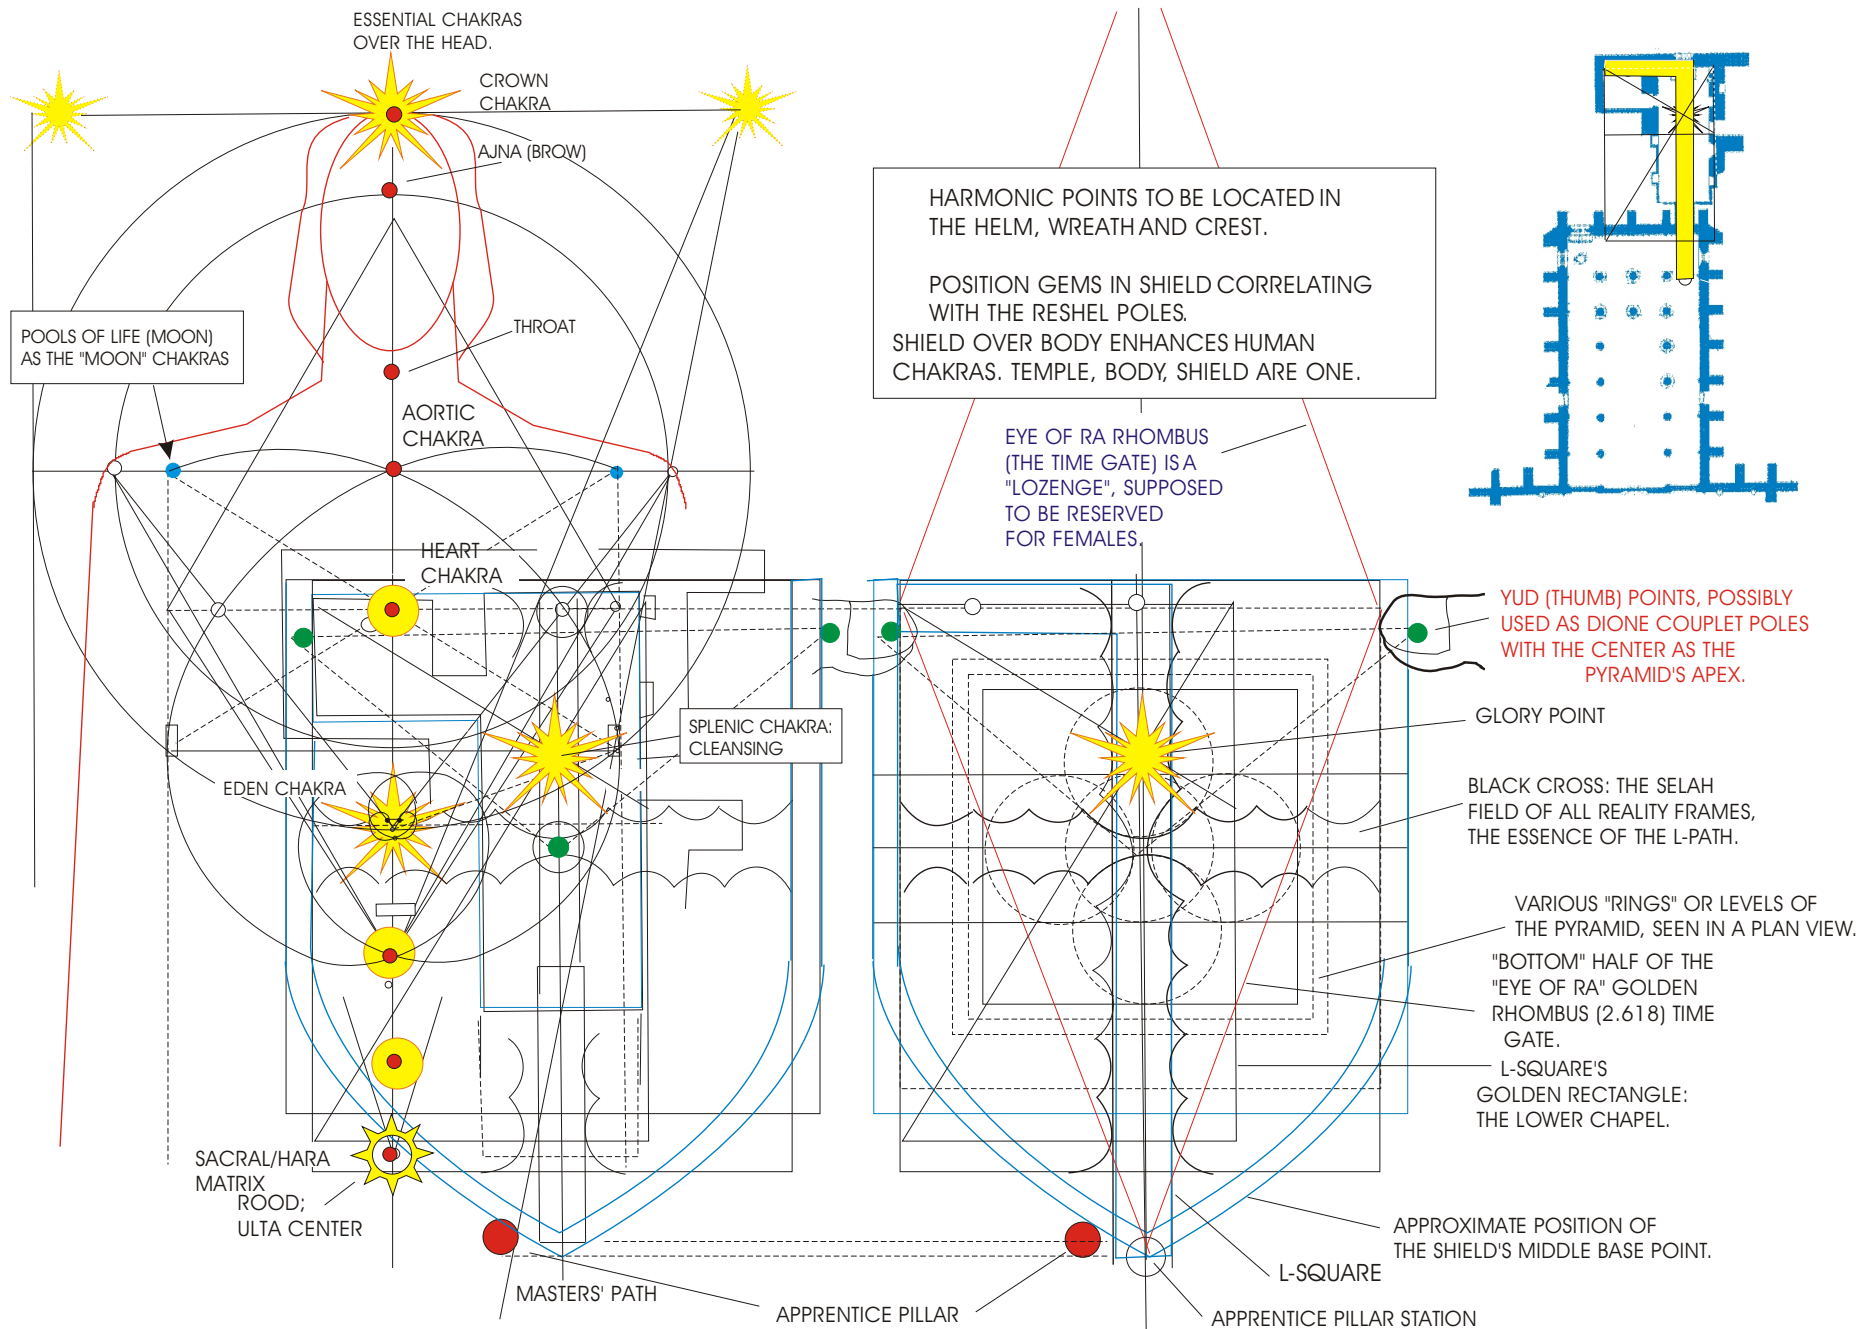 ESSENTIAL CHAKRAS
OVER THE HEAD.
CROWN
CHAKRA
AJNA (BROW)
POOLS OF LIFE (MOON)
AS THE "MOON" CHAKRAS
THROAT
AORTIC
CHAKRA
HEART
CHAKRA
SPLENIC CHAKRA:
CLEANSING
EDEN CHAKRA
SACRAL/HARA
MATRIX
ROOD;
ULTA CENTER
MASTERS' PATH
APPRENTICE PILLAR
HARMONIC POINTS TO BE LOCATED IN
THE HELM, WREATH AND CREST.
POSITION GEMS IN SHIELD CORRELATING
WITH THE RESHEL POLES.
SHIELD OVER BODY ENHANCES HUMAN
CHAKRAS. TEMPLE, BODY, SHIELD ARE ONE.
EYE OF RA RHOMBUS
(THE TIME GATE) IS A
"LOZENGE", SUPPOSED
TO BE RESERVED
FOR FEMALES.
YUD (THUMB) POINTS, POSSIBLY
USED AS DIONE COUPLET POLES
WITH THE CENTER AS THE
PYRAMID'S APEX.
GLORY POINT
BLACK CROSS: THE SELAH
FIELD OF ALL REALITY FRAMES,
THE ESSENCE OF THE L-PATH.
VARIOUS "RINGS" OR LEVELS OF
THE PYRAMID, SEEN IN A PLAN VIEW.
"BOTTOM" HALF OF THE
"EYE OF RA" GOLDEN
RHOMBUS (2.618) TIME
GATE.
L-SQUARE'S
GOLDEN RECTANGLE:
THE LOWER CHAPEL.
APPROXIMATE POSITION OF
THE SHIELD'S MIDDLE BASE POINT.
L-SQUARE
APPRENTICE PILLAR STATION